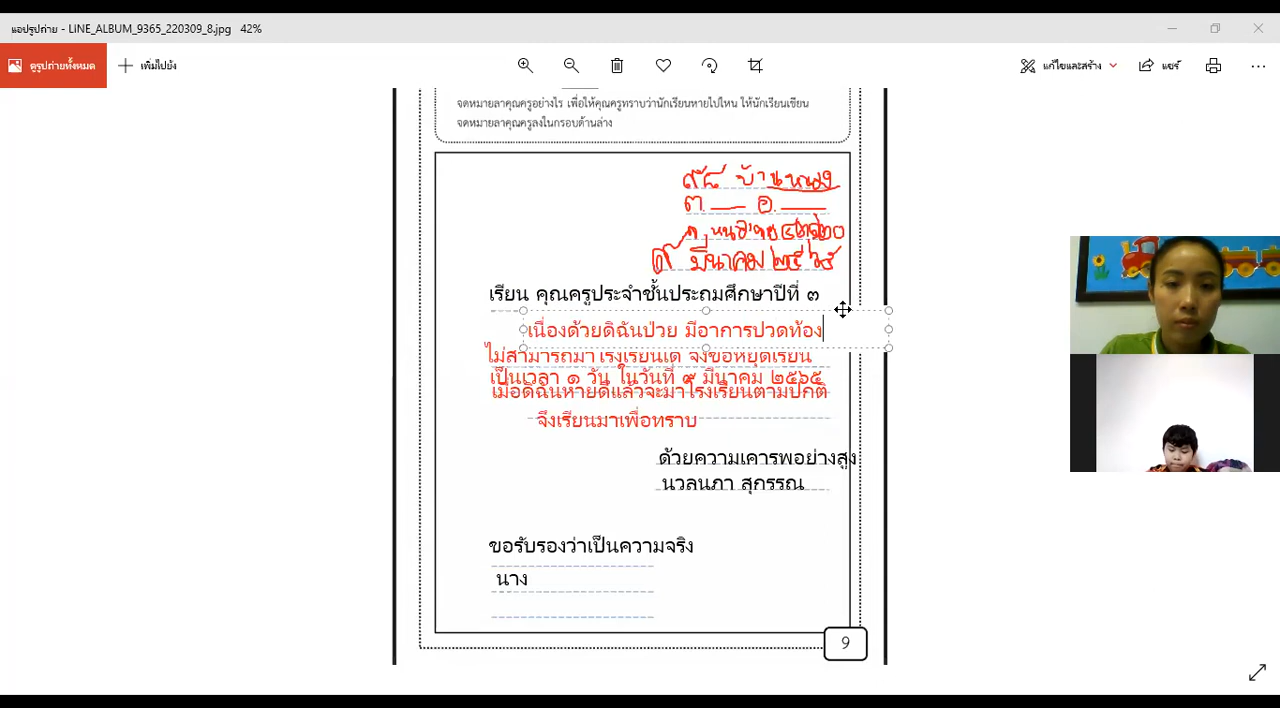 แอปรูปถ่าย - LINE_ALBUM_9365_220309_8.jpg 42%
ดูรูปถ่ายทั้งหมด
เพิ่มไปยัง
แก้ไขและสร้าง
แชร์
จดหมายลาคุณครูอย่างไร เพื่อให้คุณครูทราบว่านักเรียนหายไปไหน ให้นักเรียนเขียน
จดหมายลาคุณครูลงในกรอบด้านล่าง
บ้านหนอง
ต. อ.
๙ มีนาคม ๒๕๖๕
เรียน คุณครูประจำชั้นประถมศึกษาปีที่ ๓
เนื่องด้วยดิฉันป่วย มีอาการปวดท้อง
ไม่สามารถมา จึงขอหยุดเรียน
เป็นเวลา ๑ วัน ในวันที่ ๙ มีนาคม ๒๕๖๕
เมื่อดิฉันหายดีแล้วจะมาโรงเรียนตามปกติ
จึงเรียนมาเพื่อทราบ
ด้วยความเคารพอย่างสูง
นวลนภา สุกรรณ
ขอรับรองว่าเป็นความจริง
นาง
9